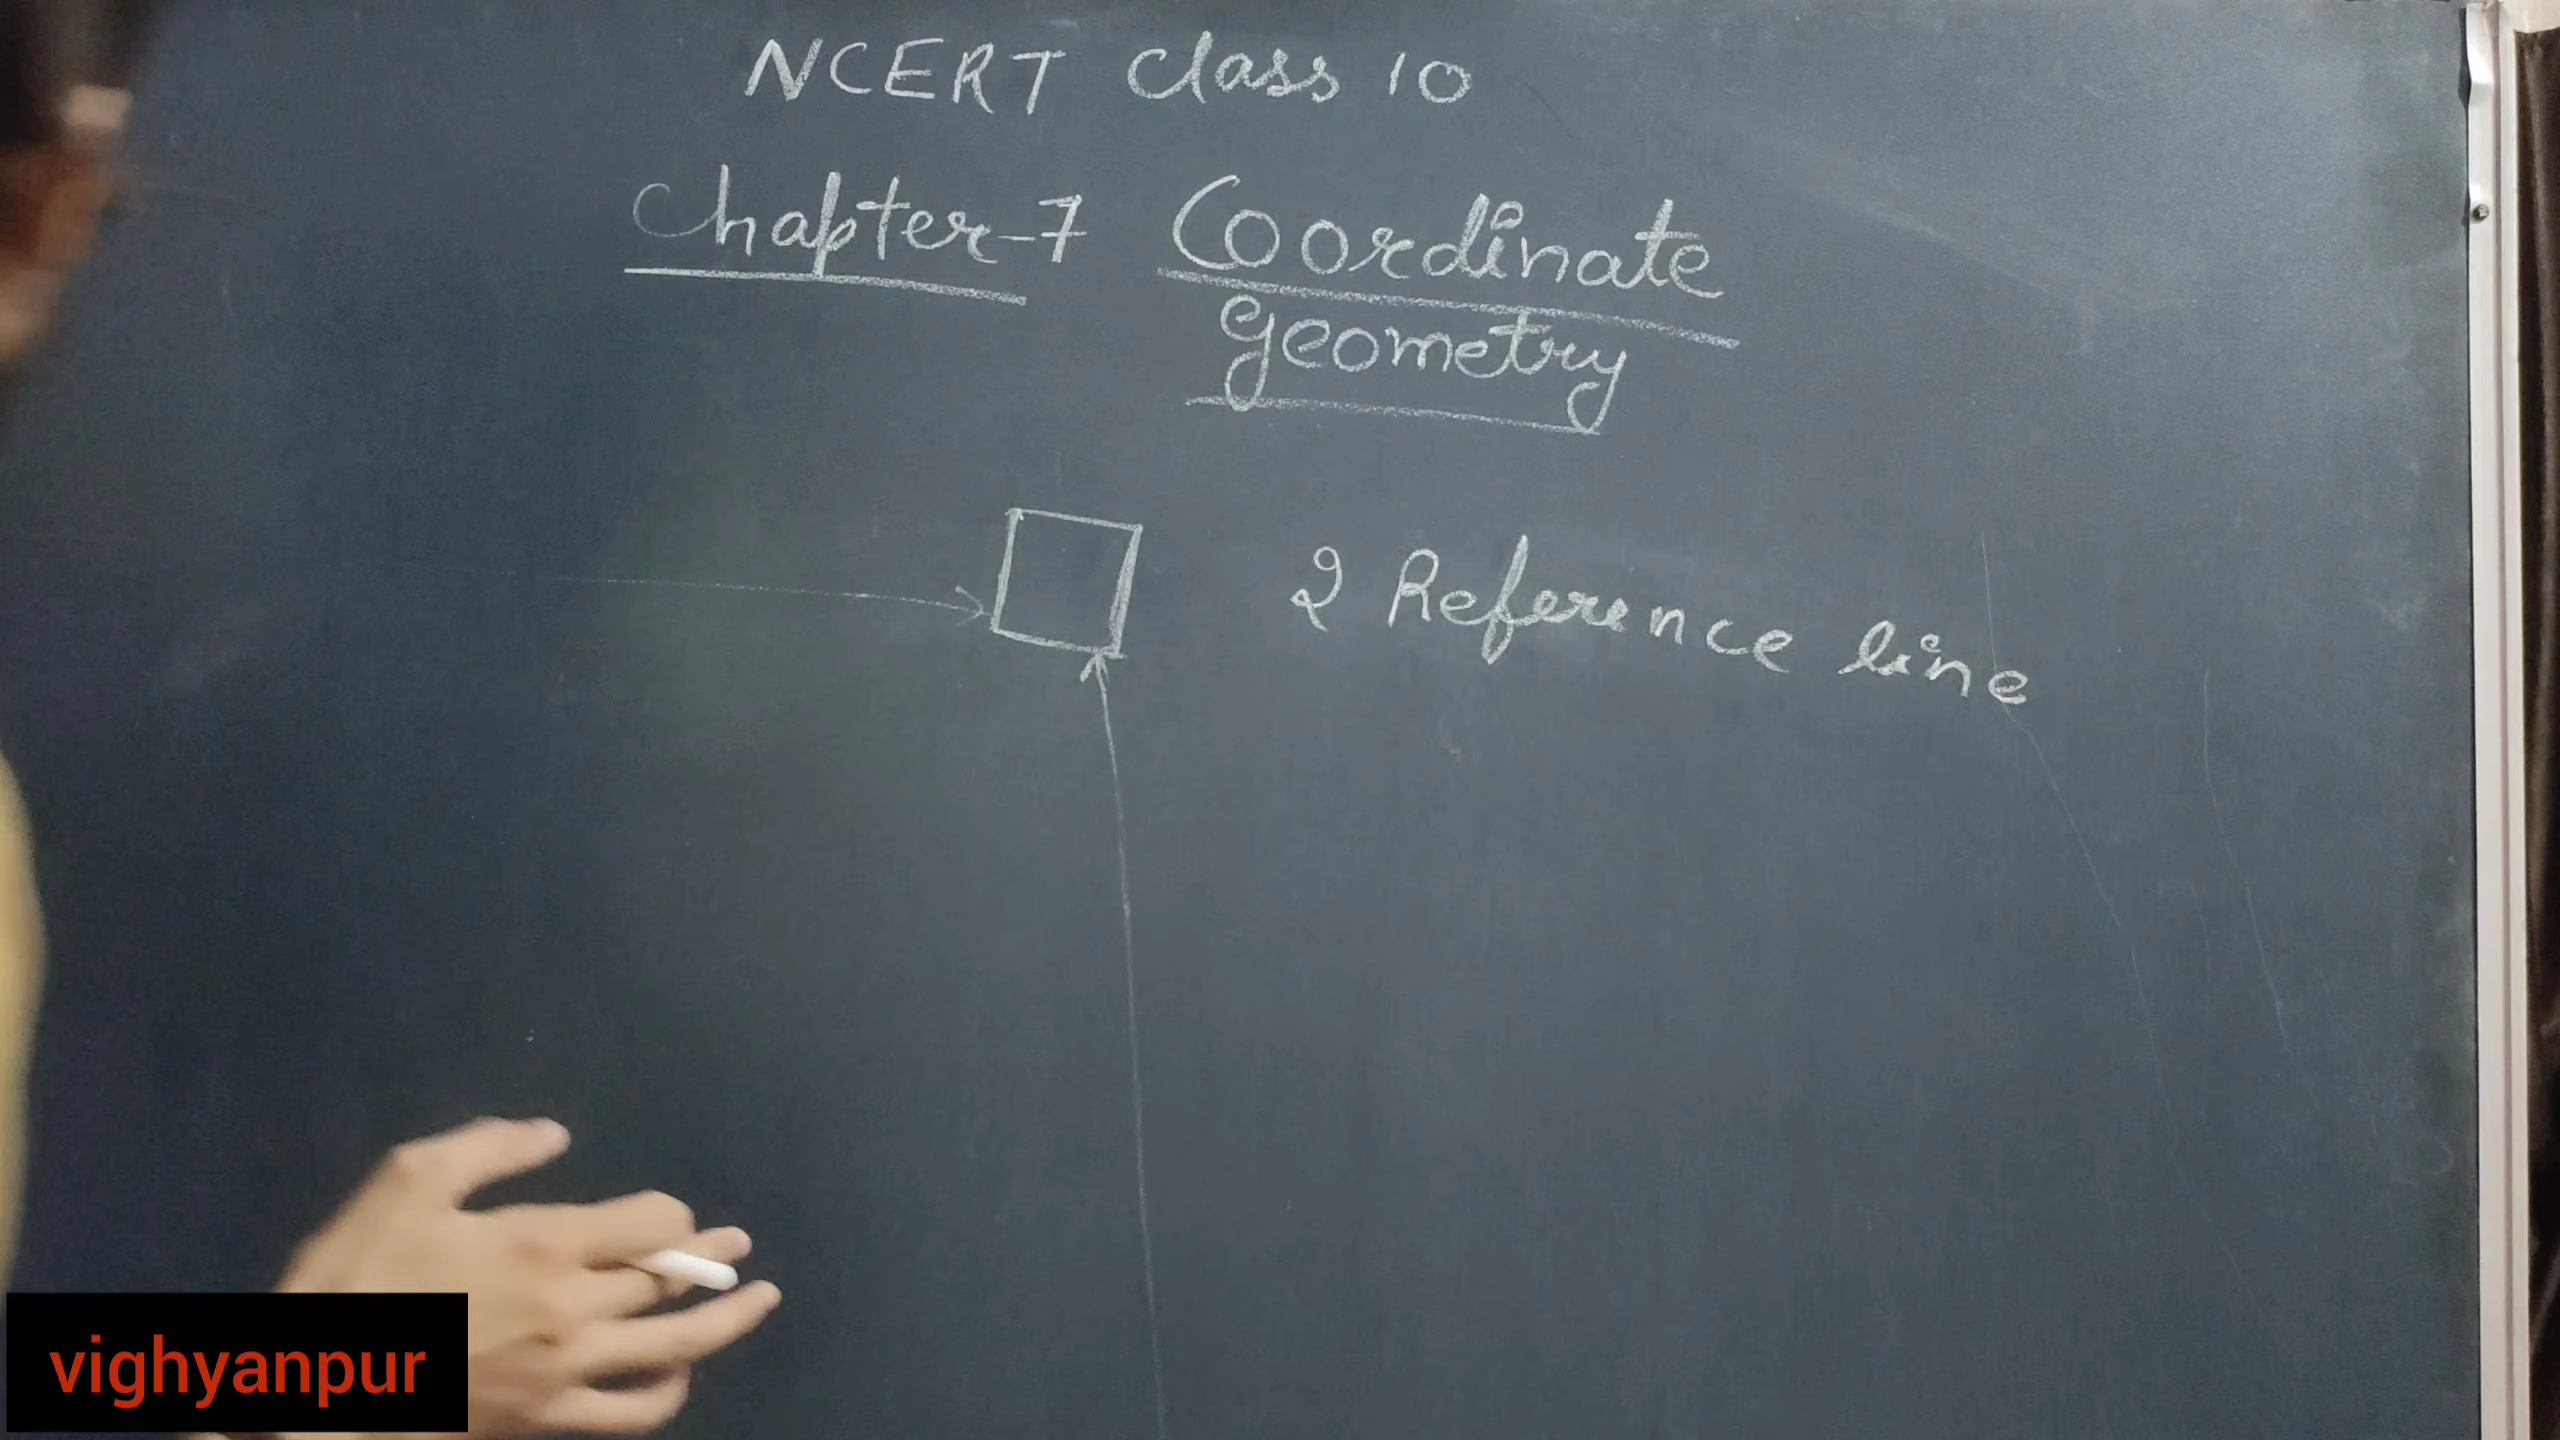 NCERT Class 10
Chapter-7 Coordinate
geometry
2 Reference line
vighyanpur